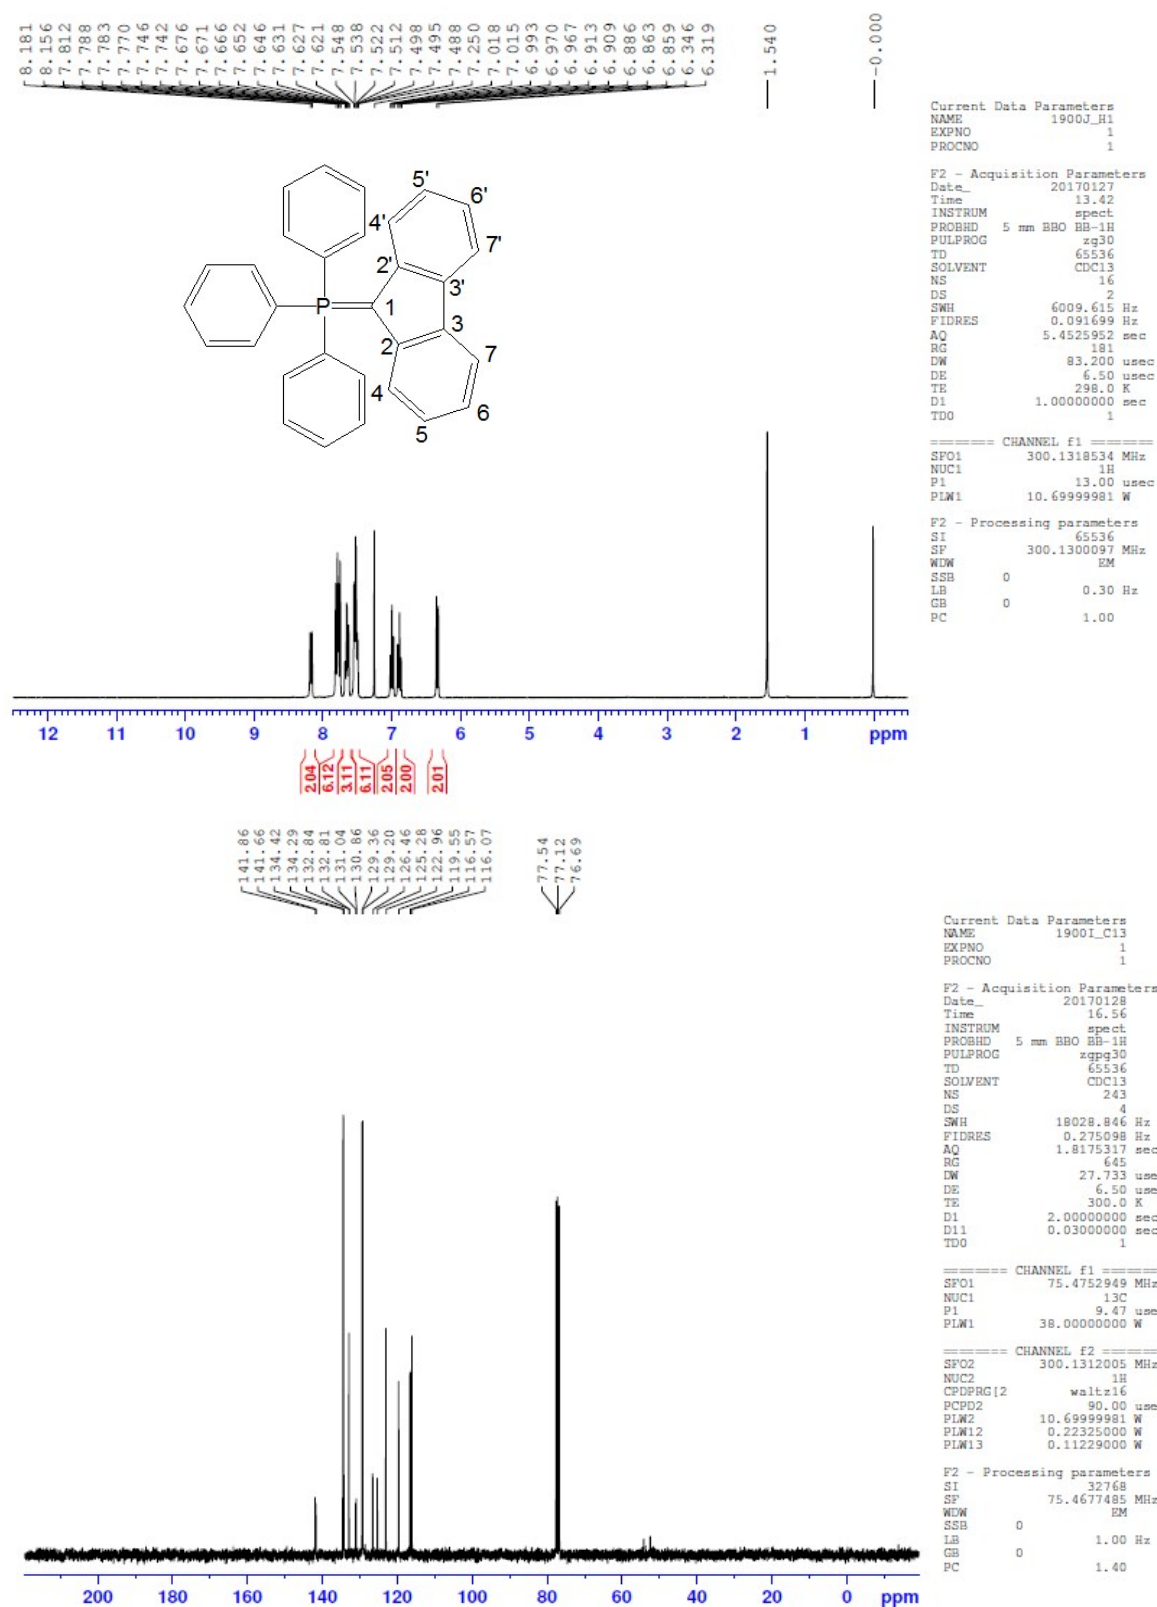 8.181
8.156
7.812
7.788
7.783
7.770
7.746
7.742
7.676
7.671
7.666
7.652
7.646
7.631
7.627
7.621
7.548
7.538
7.522
7.512
7.498
7.495
7.488
7.250
7.018
7.015
6.993
6.970
6.967
6.913
6.909
6.886
6.863
6.859
6.346
6.319
1.540
-0.000
Current Data Parameters
NAME 1900J_H1
EXPNO 1
PROCNO 1
F2 - Acquisition Parameters
Date_ 20170127
Time 13.42
INSTRUM spect
PROBHD 5 mm BBO BB-1H
PULPROG zg30
TD 65536
SOLVENT CDCl3
NS 16
DS 2
SWH 6009.615 Hz
FIDRES 0.091699 Hz
AQ 5.4525952 sec
RG 181
DW 83.200 usec
DE 6.50 usec
TE 298.0 K
D1 1.00000000 sec
TD0 1
======== CHANNEL f1 ========
SFO1 300.1318534 MHz
NUC1 1H
P1 13.00 usec
PLW1 10.69999981 W
F2 - Processing parameters
SI 65536
SF 300.1300097 MHz
WDW EM
SSB 0
LB 0.30 Hz
GB 0
PC 1.00
5'
6'
4'
7'
2'
3'
P
1
3
2
7
4
6
5
12 11 10 9 8 7 6 5 4 3 2 1 ppm
2.04
6.12
3.11
6.11
2.05
2.00
2.01
141.86
141.66
134.42
134.29
132.84
132.81
131.04
130.86
129.36
129.20
126.46
125.28
122.96
119.55
116.57
116.07
77.54
77.12
76.69
Current Data Parameters
NAME 1900I_C13
EXPNO 1
PROCNO 1
F2 - Acquisition Parameters
Date_ 20170128
Time 16.56
INSTRUM spect
PROBHD 5 mm BBO BB-1H
PULPROG zgpg30
TD 65536
SOLVENT CDCl3
NS 243
DS 4
SWH 18028.846 Hz
FIDRES 0.275098 Hz
AQ 1.8175317 sec
RG 645
DW 27.733 use
DE 6.50 use
TE 300.0 K
D1 2.00000000 sec
D11 0.03000000 sec
TD0 1
======== CHANNEL f1 =======
SFO1 75.4752949 MHz
NUC1 13C
P1 9.47 use
PLW1 38.00000000 W
======== CHANNEL f2 =======
SFO2 300.1312005 MHz
NUC2 1H
CPDPRG[2 waltz16
PCPD2 90.00 use
PLW2 10.69999981 W
PLW12 0.22325000 W
PLW13 0.11229000 W
F2 - Processing parameters
SI 32768
SF 75.4677485 MHz
WDW EM
SSB 0
LB 1.00 Hz
GB 0
PC 1.40
200 180 160 140 120 100 80 60 40 20 0 ppm